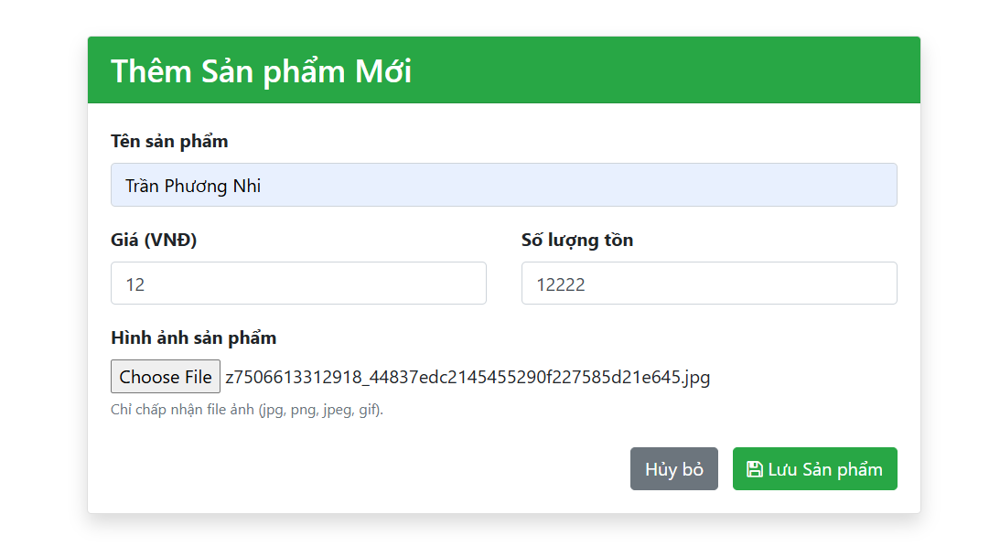 Thêm Sản phẩm Mới
Tên sản phẩm
Trần Phương Nhi
Giá (VNĐ) Số lượng tồn
12 12222
Hình ảnh sản phẩm
Choose File z7506613312918_44837edc2145455290f227585d21e645.jpg
Chỉ chấp nhận file ảnh (jpg, png, jpeg, gif).
Hủy bỏ Lưu Sản phẩm